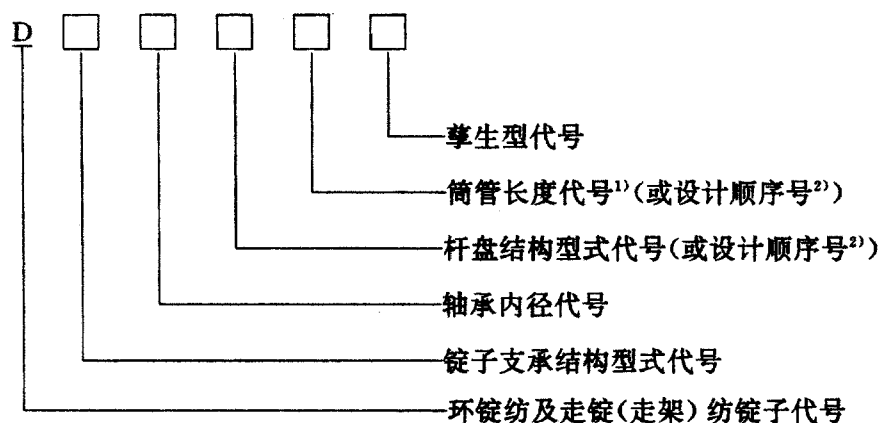 D □ □ □ □ □
孳生型代号
筒管长度代号¹⁾(或设计顺序号²⁾)
杆盘结构型式代号(或设计顺序号²⁾)
轴承内径代号
锭子支承结构型式代号
环锭纺及走锭(走架)纺锭子代号